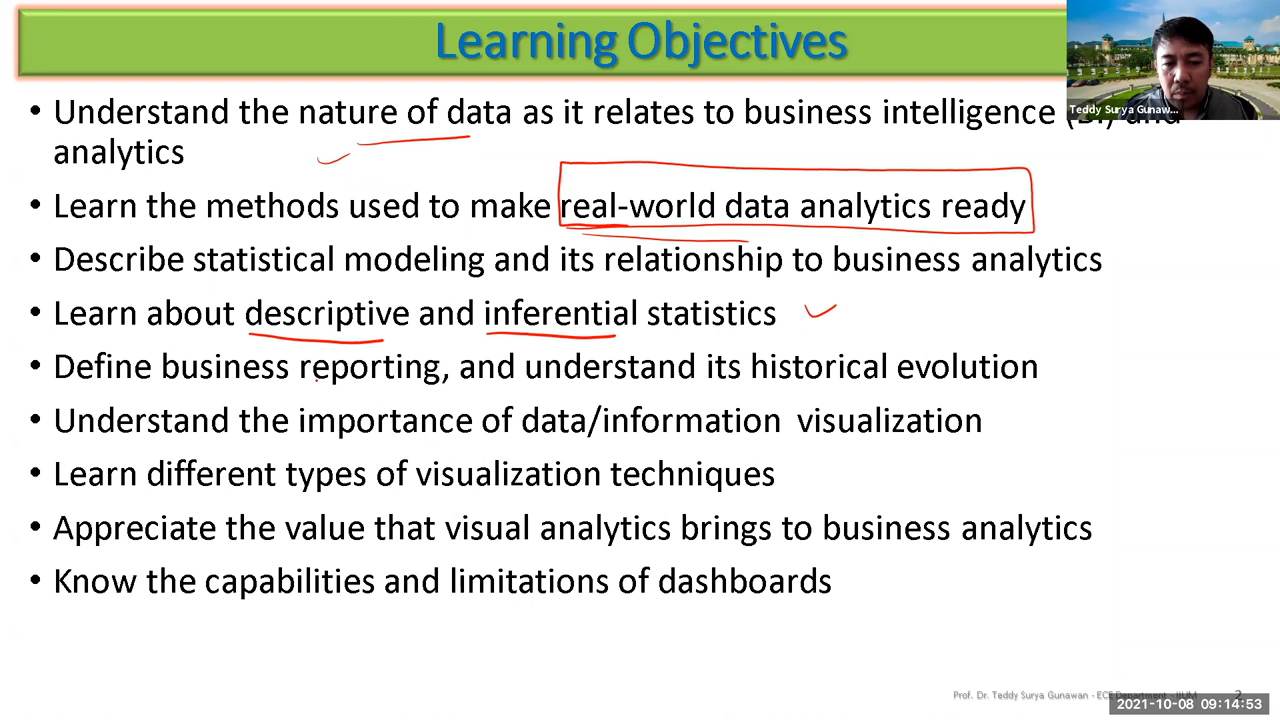 Learning Objectives
Teddy Surya Gunaw...
• Understand the nature of data as it relates to business intelligence (BI) and
analytics
• Learn the methods used to make real-world data analytics ready
• Describe statistical modeling and its relationship to business analytics
• Learn about descriptive and inferential statistics
• Define business reporting, and understand its historical evolution
• Understand the importance of data/information visualization
• Learn different types of visualization techniques
• Appreciate the value that visual analytics brings to business analytics
• Know the capabilities and limitations of dashboards
Prof. Dr. Teddy Surya Gunawan - ECE Department - IIUM 2
2021-10-08 09:14:53